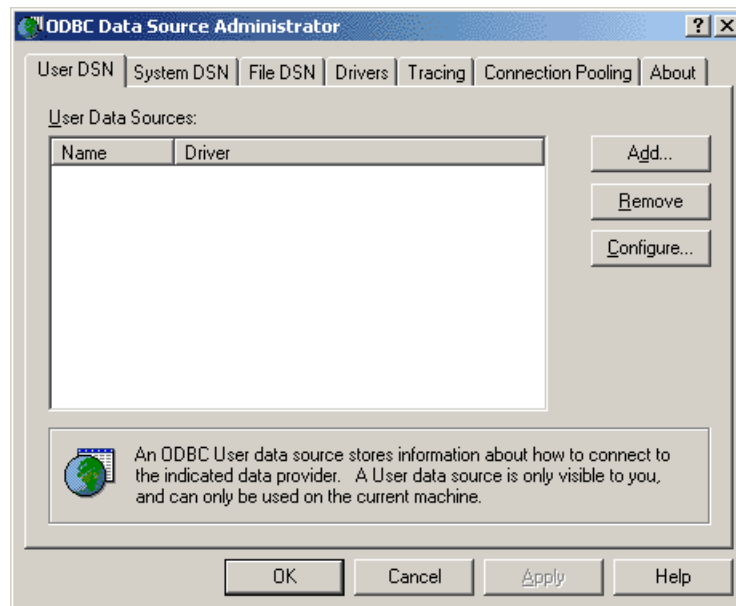 ODBC Data Source Administrator
User DSN System DSN File DSN Drivers Tracing Connection Pooling About
User Data Sources:
Name Driver
Add...
Remove
Configure...
An ODBC User data source stores information about how to connect to
the indicated data provider. A User data source is only visible to you,
and can only be used on the current machine.
OK Cancel Apply Help